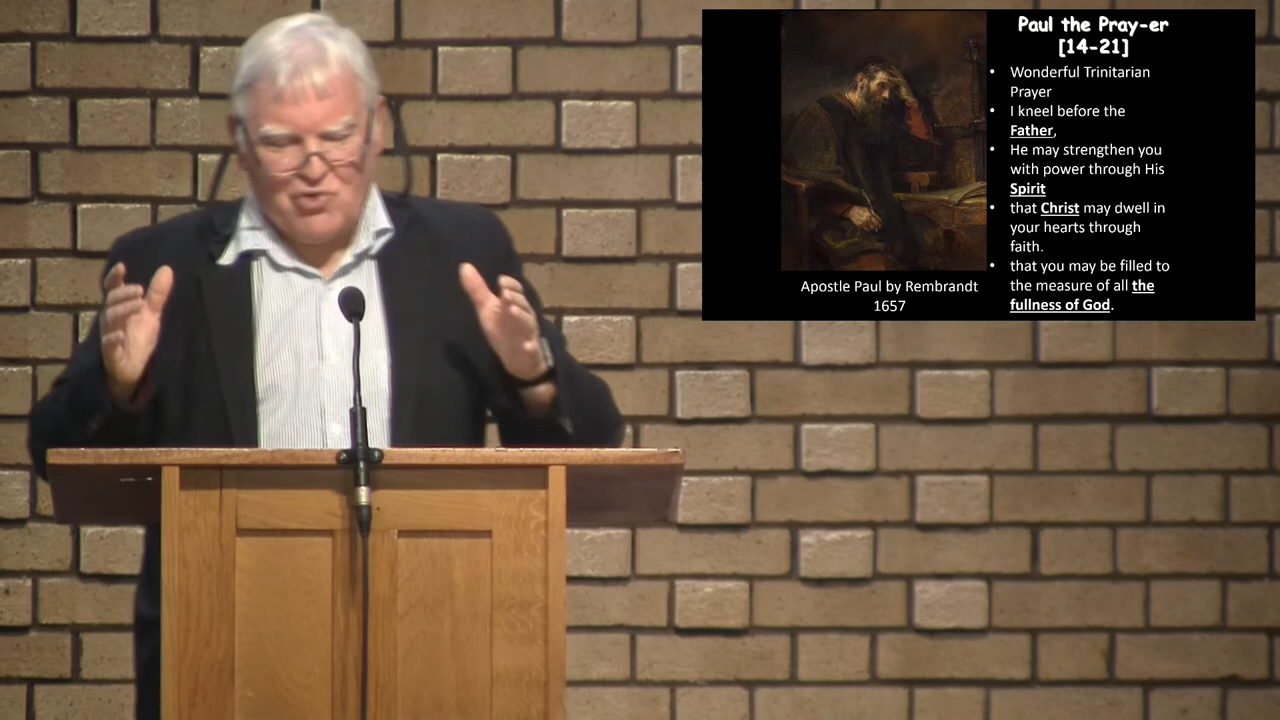 Paul the Pray-er
[14-21]
• Wonderful Trinitarian
Prayer
• I kneel before the
Father,
• He may strengthen you
with power through His
Spirit
• that Christ may dwell in
your hearts through
faith.
• that you may be filled to
the measure of all the
fullness of God.
Apostle Paul by Rembrandt
1657